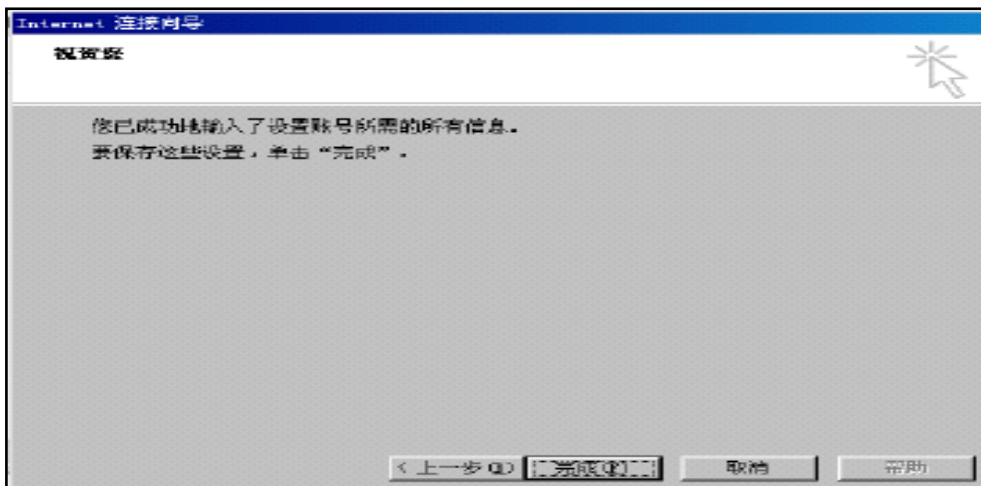 Internet 连接向导
祝贺您
您已成功地输入了设置账号所需的所有信息。
要保存这些设置，单击“完成”。
< 上一步(B) 完成(F) 取消 帮助